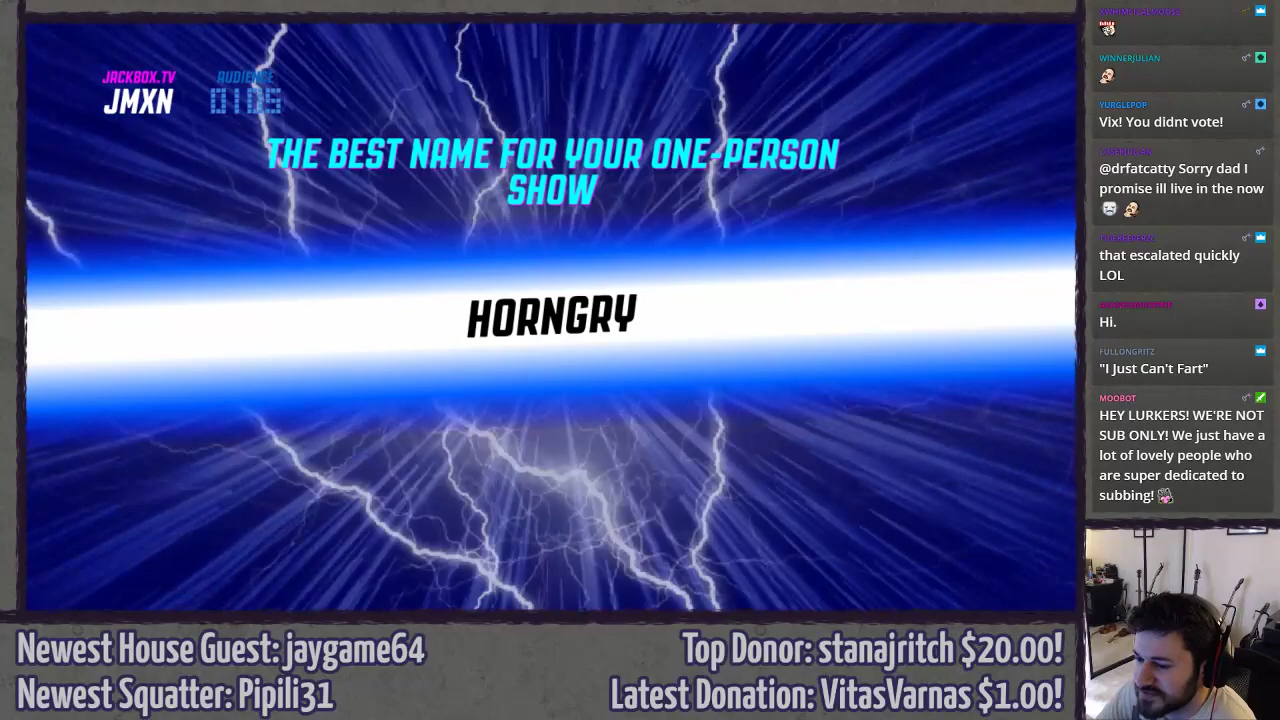 JACKBOX.TV
JMXN
AUDIENCE
0105
THE BEST NAME FOR YOUR ONE-PERSON
SHOW
HORNGRY
WINNERJULIAN
YURGLEPOP
Vix! You didnt vote!
@drfatcatty Sorry dad I
promise ill live in the now
that escalated quickly
LOL
Hi.
FULLONGRITZ
"I Just Can't Fart"
MOOBOT
HEY LURKERS! WE'RE NOT
SUB ONLY! We just have a
lot of lovely people who
are super dedicated to
subbing!
Newest House Guest: jaygame64
Newest Squatter: Pipili31
Top Donor: stanajritch $20.00!
Latest Donation: VitasVarnas $1.00!